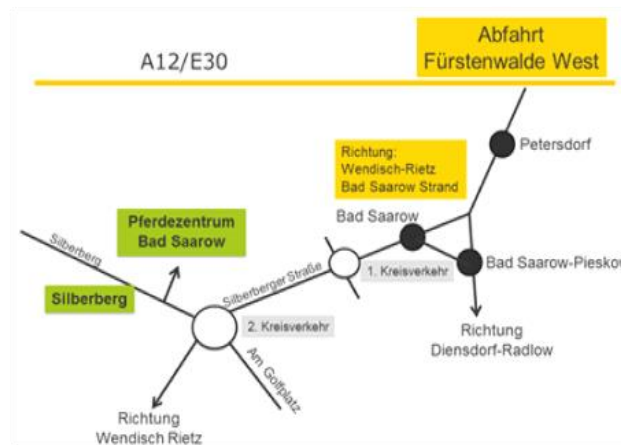 Abfahrt
Fürstenwalde West
A12/E30
Petersdorf
Richtung:
Wendisch-Rietz
Bad Saarow Strand
Bad Saarow
Pferdezentrum
Bad Saarow
Silberberg
Bad Saarow-Pieskow
1. Kreisverkehr
Silberberg
Silberberger Straße
2. Kreisverkehr
Richtung
Diensdorf-Radlow
Am Golfplatz
Richtung
Wendisch Rietz